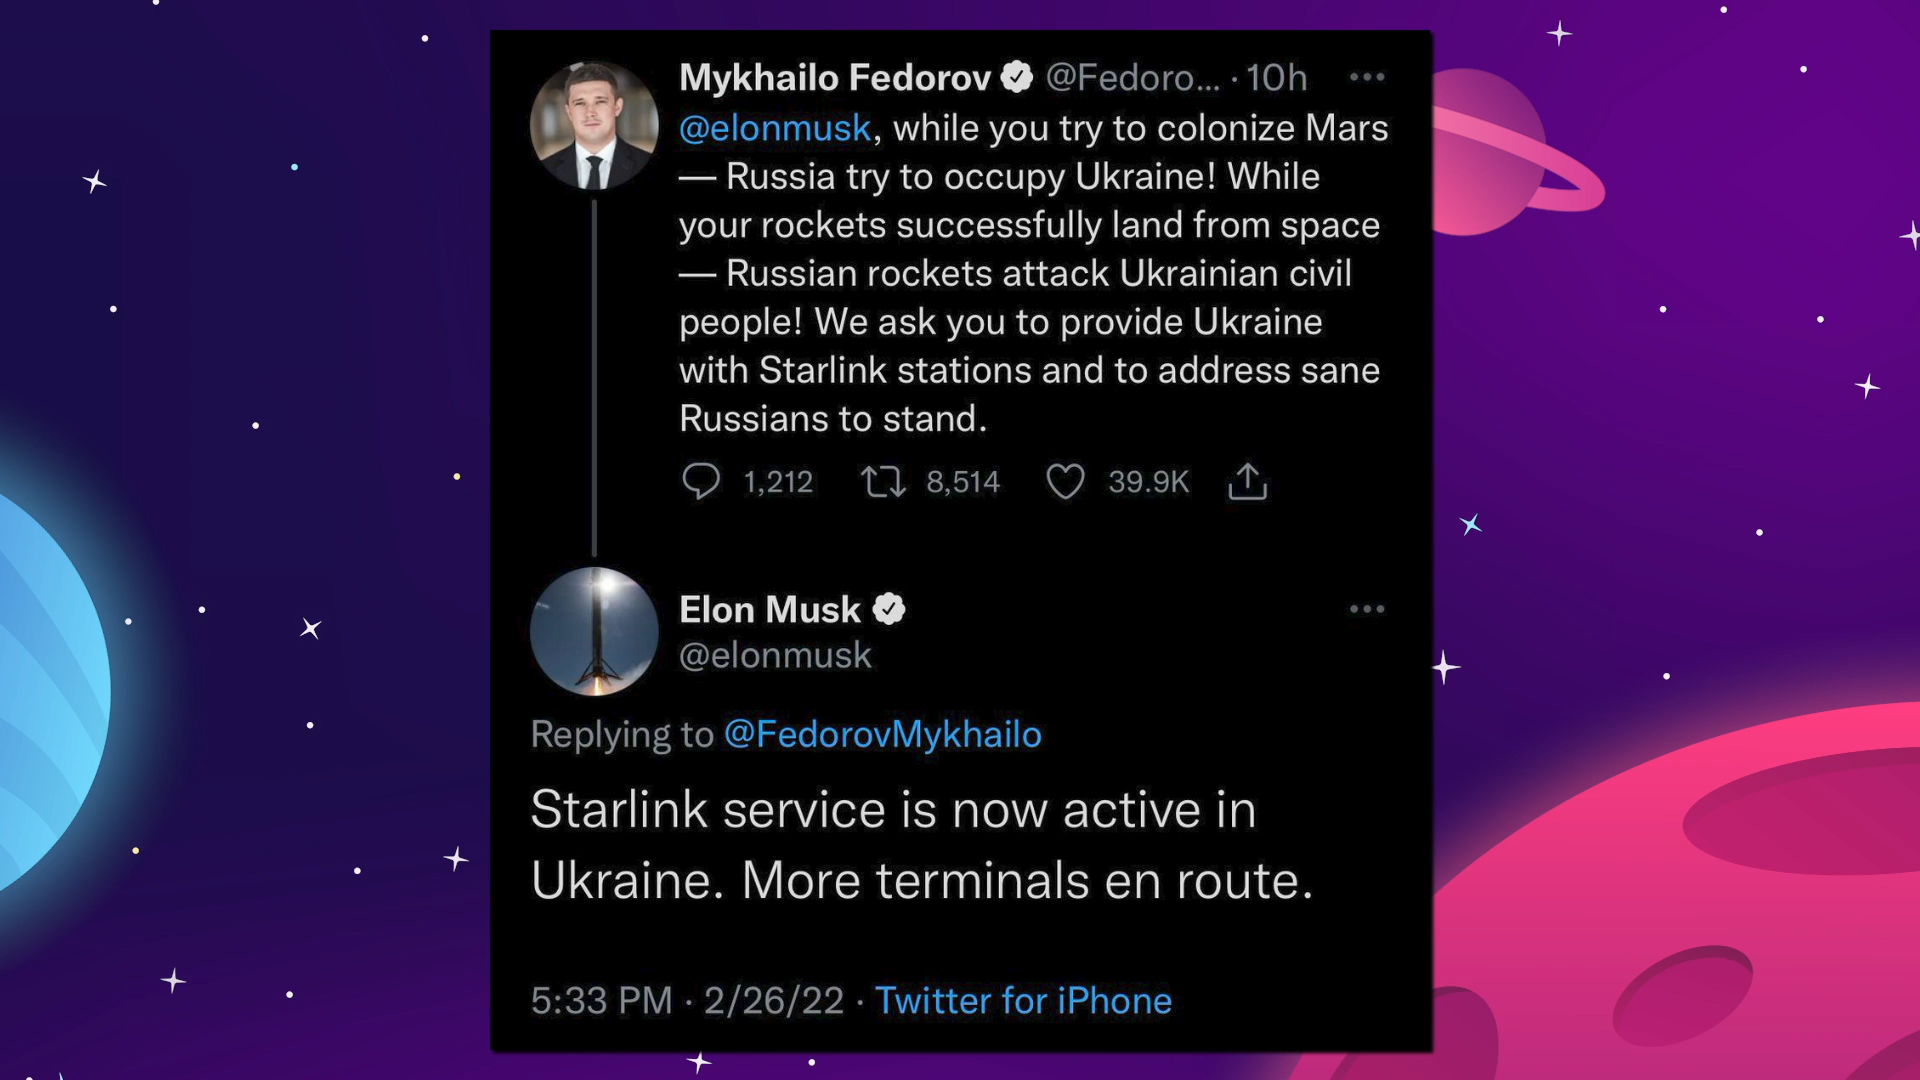 Mykhailo Fedorov @Fedoro... · 10h
@elonmusk, while you try to colonize Mars
— Russia try to occupy Ukraine! While
your rockets successfully land from space
— Russian rockets attack Ukrainian civil
people! We ask you to provide Ukraine
with Starlink stations and to address sane
Russians to stand.
1,212 8,514 39.9K
Elon Musk
@elonmusk
Replying to @FedorovMykhailo
Starlink service is now active in
Ukraine. More terminals en route.
5:33 PM · 2/26/22 · Twitter for iPhone